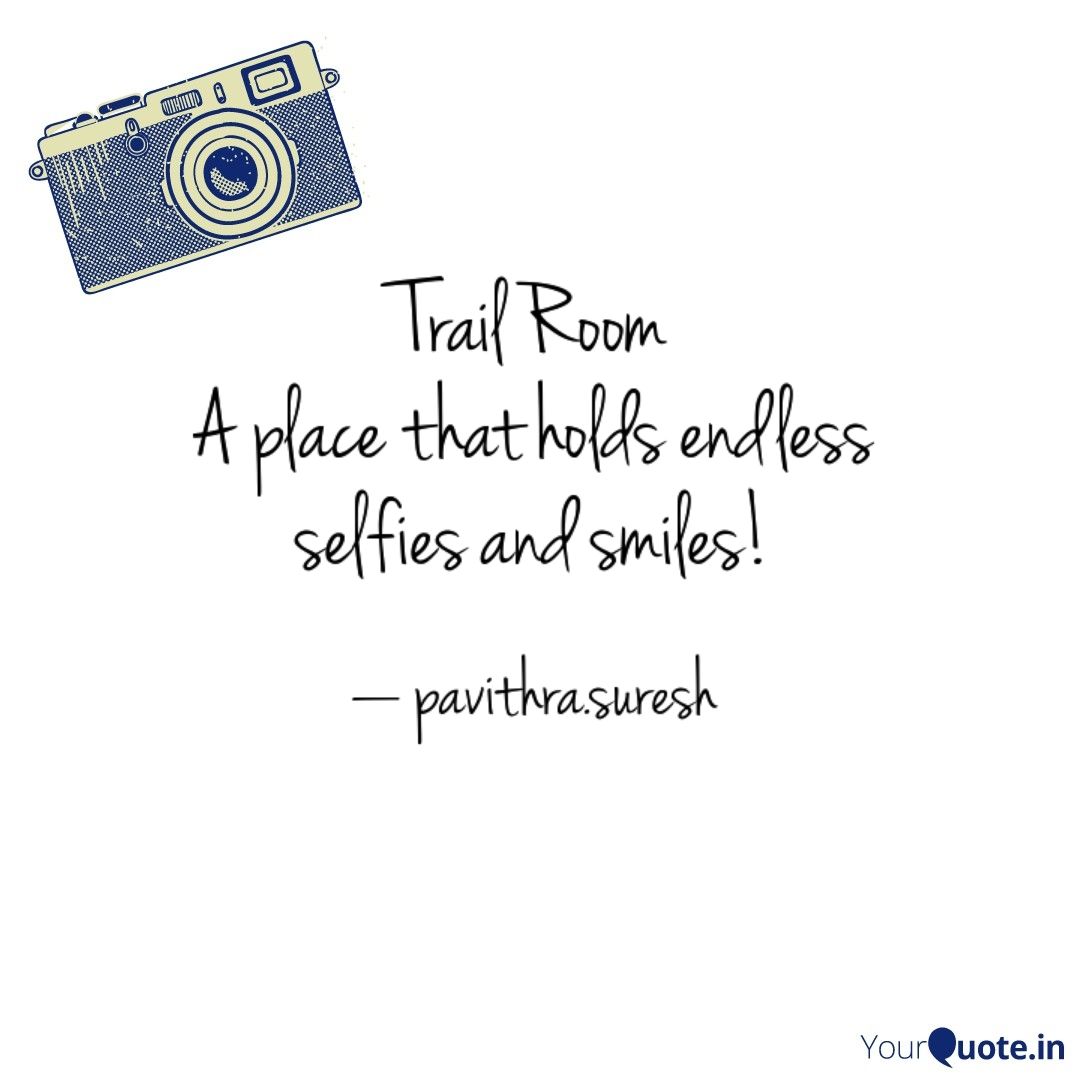 Trail Room
A place that holds endless
selfies and smiles!
— pavithra.suresh
YourQuote.in